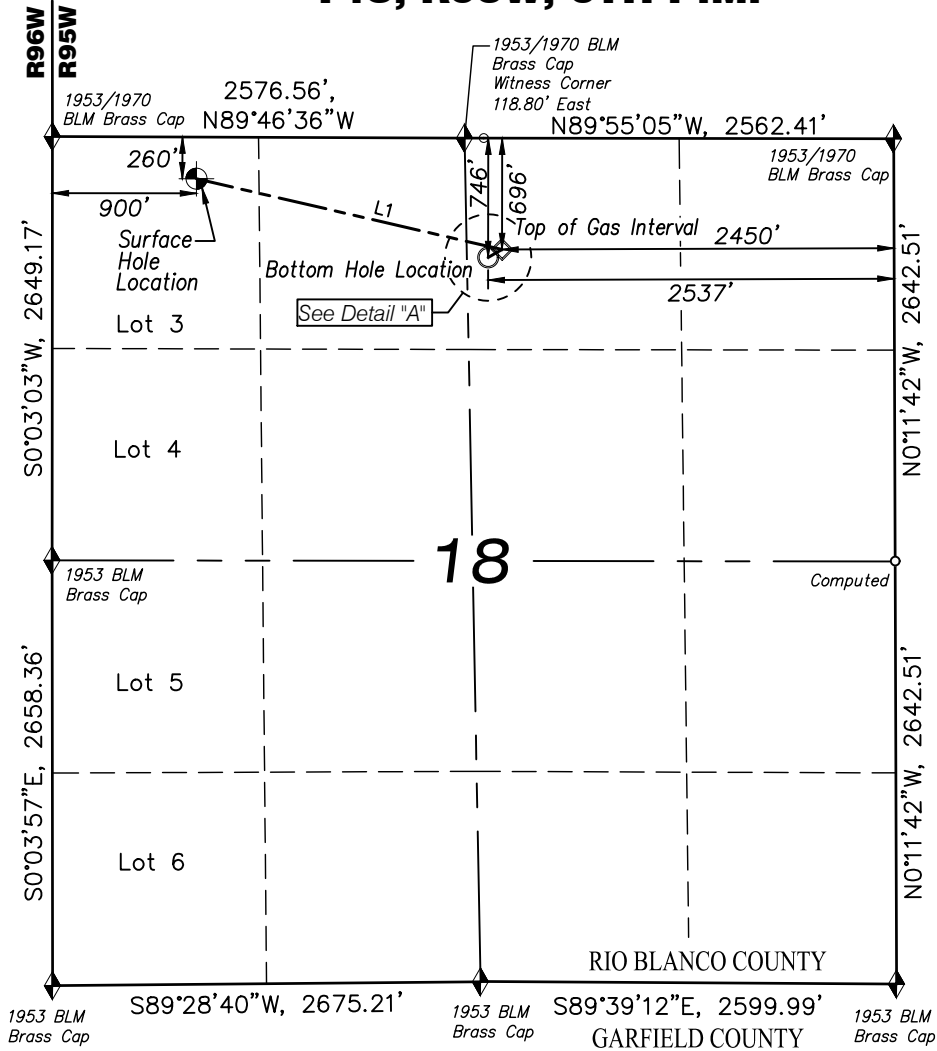 R96W
R95W
1953/1970 BLM
Brass Cap
Witness Corner
118.80' East
1953/1970
BLM Brass Cap
2576.56',
N89°46'36"W
N89°55'05"W, 2562.41'
1953/1970
BLM Brass Cap
260'
900'
746'
696'
L1
Surface
Hole
Location
Top of Gas Interval
2450'
Bottom Hole Location
2537'
See Detail "A"
S0°03'03"W, 2649.17'
N0°11'42"W, 2642.51'
Lot 3
Lot 4
18
1953 BLM
Brass Cap
Computed
Lot 5
S0°03'57"E, 2658.36'
N0°11'42"W, 2642.51'
Lot 6
RIO BLANCO COUNTY
S89°28'40"W, 2675.21'
S89°39'12"E, 2599.99'
1953 BLM
Brass Cap
1953 BLM
Brass Cap
1953 BLM
Brass Cap
GARFIELD COUNTY